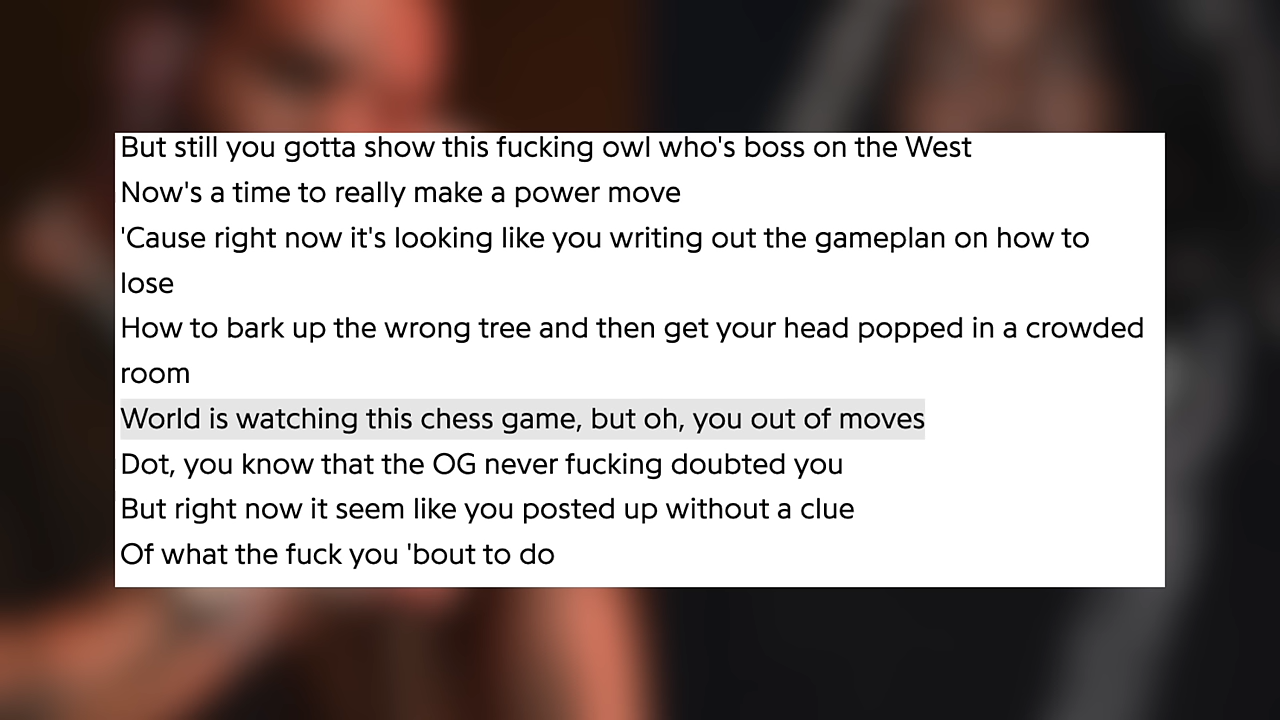 But still you gotta show this fucking owl who's boss on the West
Now's a time to really make a power move
'Cause right now it's looking like you writing out the gameplan on how to
lose
How to bark up the wrong tree and then get your head popped in a crowded
room
World is watching this chess game, but oh, you out of moves
Dot, you know that the OG never fucking doubted you
But right now it seem like you posted up without a clue
Of what the fuck you 'bout to do